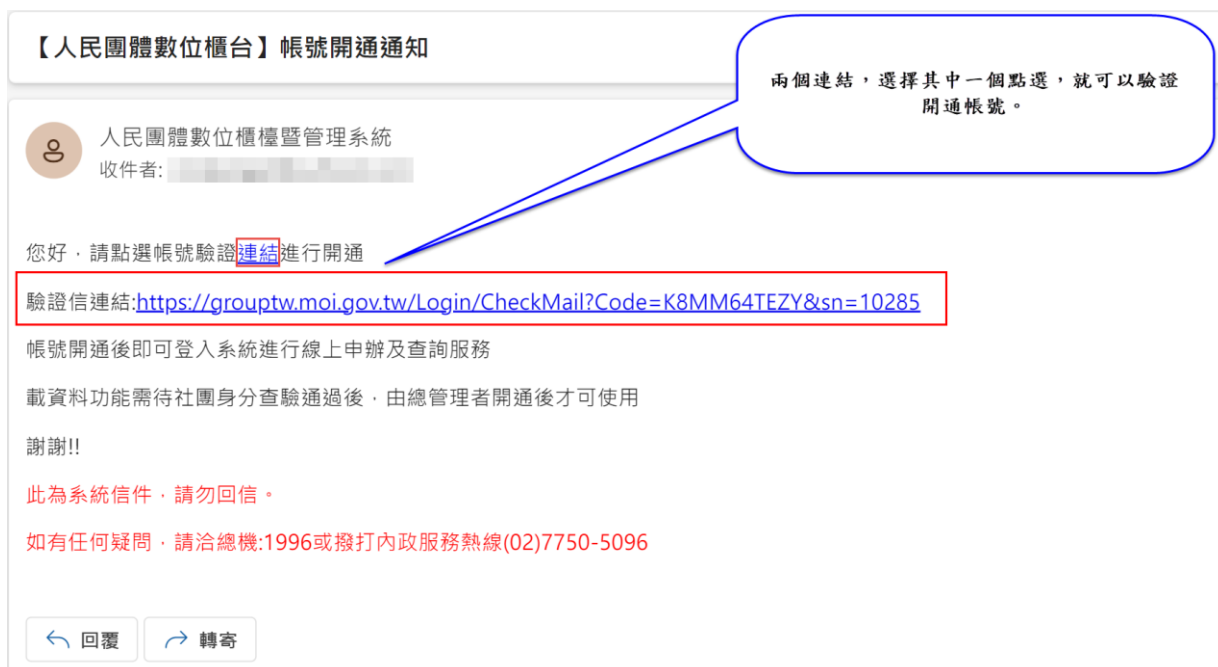 【人民團體數位櫃台】帳號開通通知
兩個連結，選擇其中一個點選，就可以驗證
開通帳號。
人民團體數位櫃檯暨管理系統
收件者:
您好，請點選帳號驗證連結進行開通
驗證信連結:https://grouptw.moi.gov.tw/Login/CheckMail?Code=K8MM64TEZY&sn=10285
帳號開通後即可登入系統進行線上申辦及查詢服務
載資料功能需待社團身分查驗通過後，由總管理者開通後才可使用
謝謝!!
此為系統信件，請勿回信。
如有任何疑問，請洽總機:1996或撥打內政服務熱線(02)7750-5096
回覆
轉寄